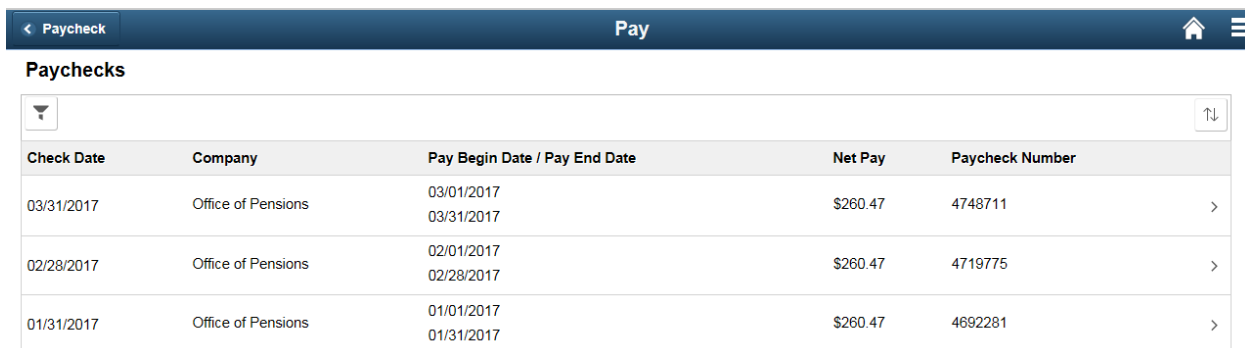 Paycheck Pay
Paychecks
Check Date Company Pay Begin Date / Pay End Date Net Pay Paycheck Number
03/31/2017 Office of Pensions 03/01/2017 $260.47 4748711
03/31/2017
02/28/2017 Office of Pensions 02/01/2017 $260.47 4719775
02/28/2017
01/31/2017 Office of Pensions 01/01/2017 $260.47 4692281
01/31/2017